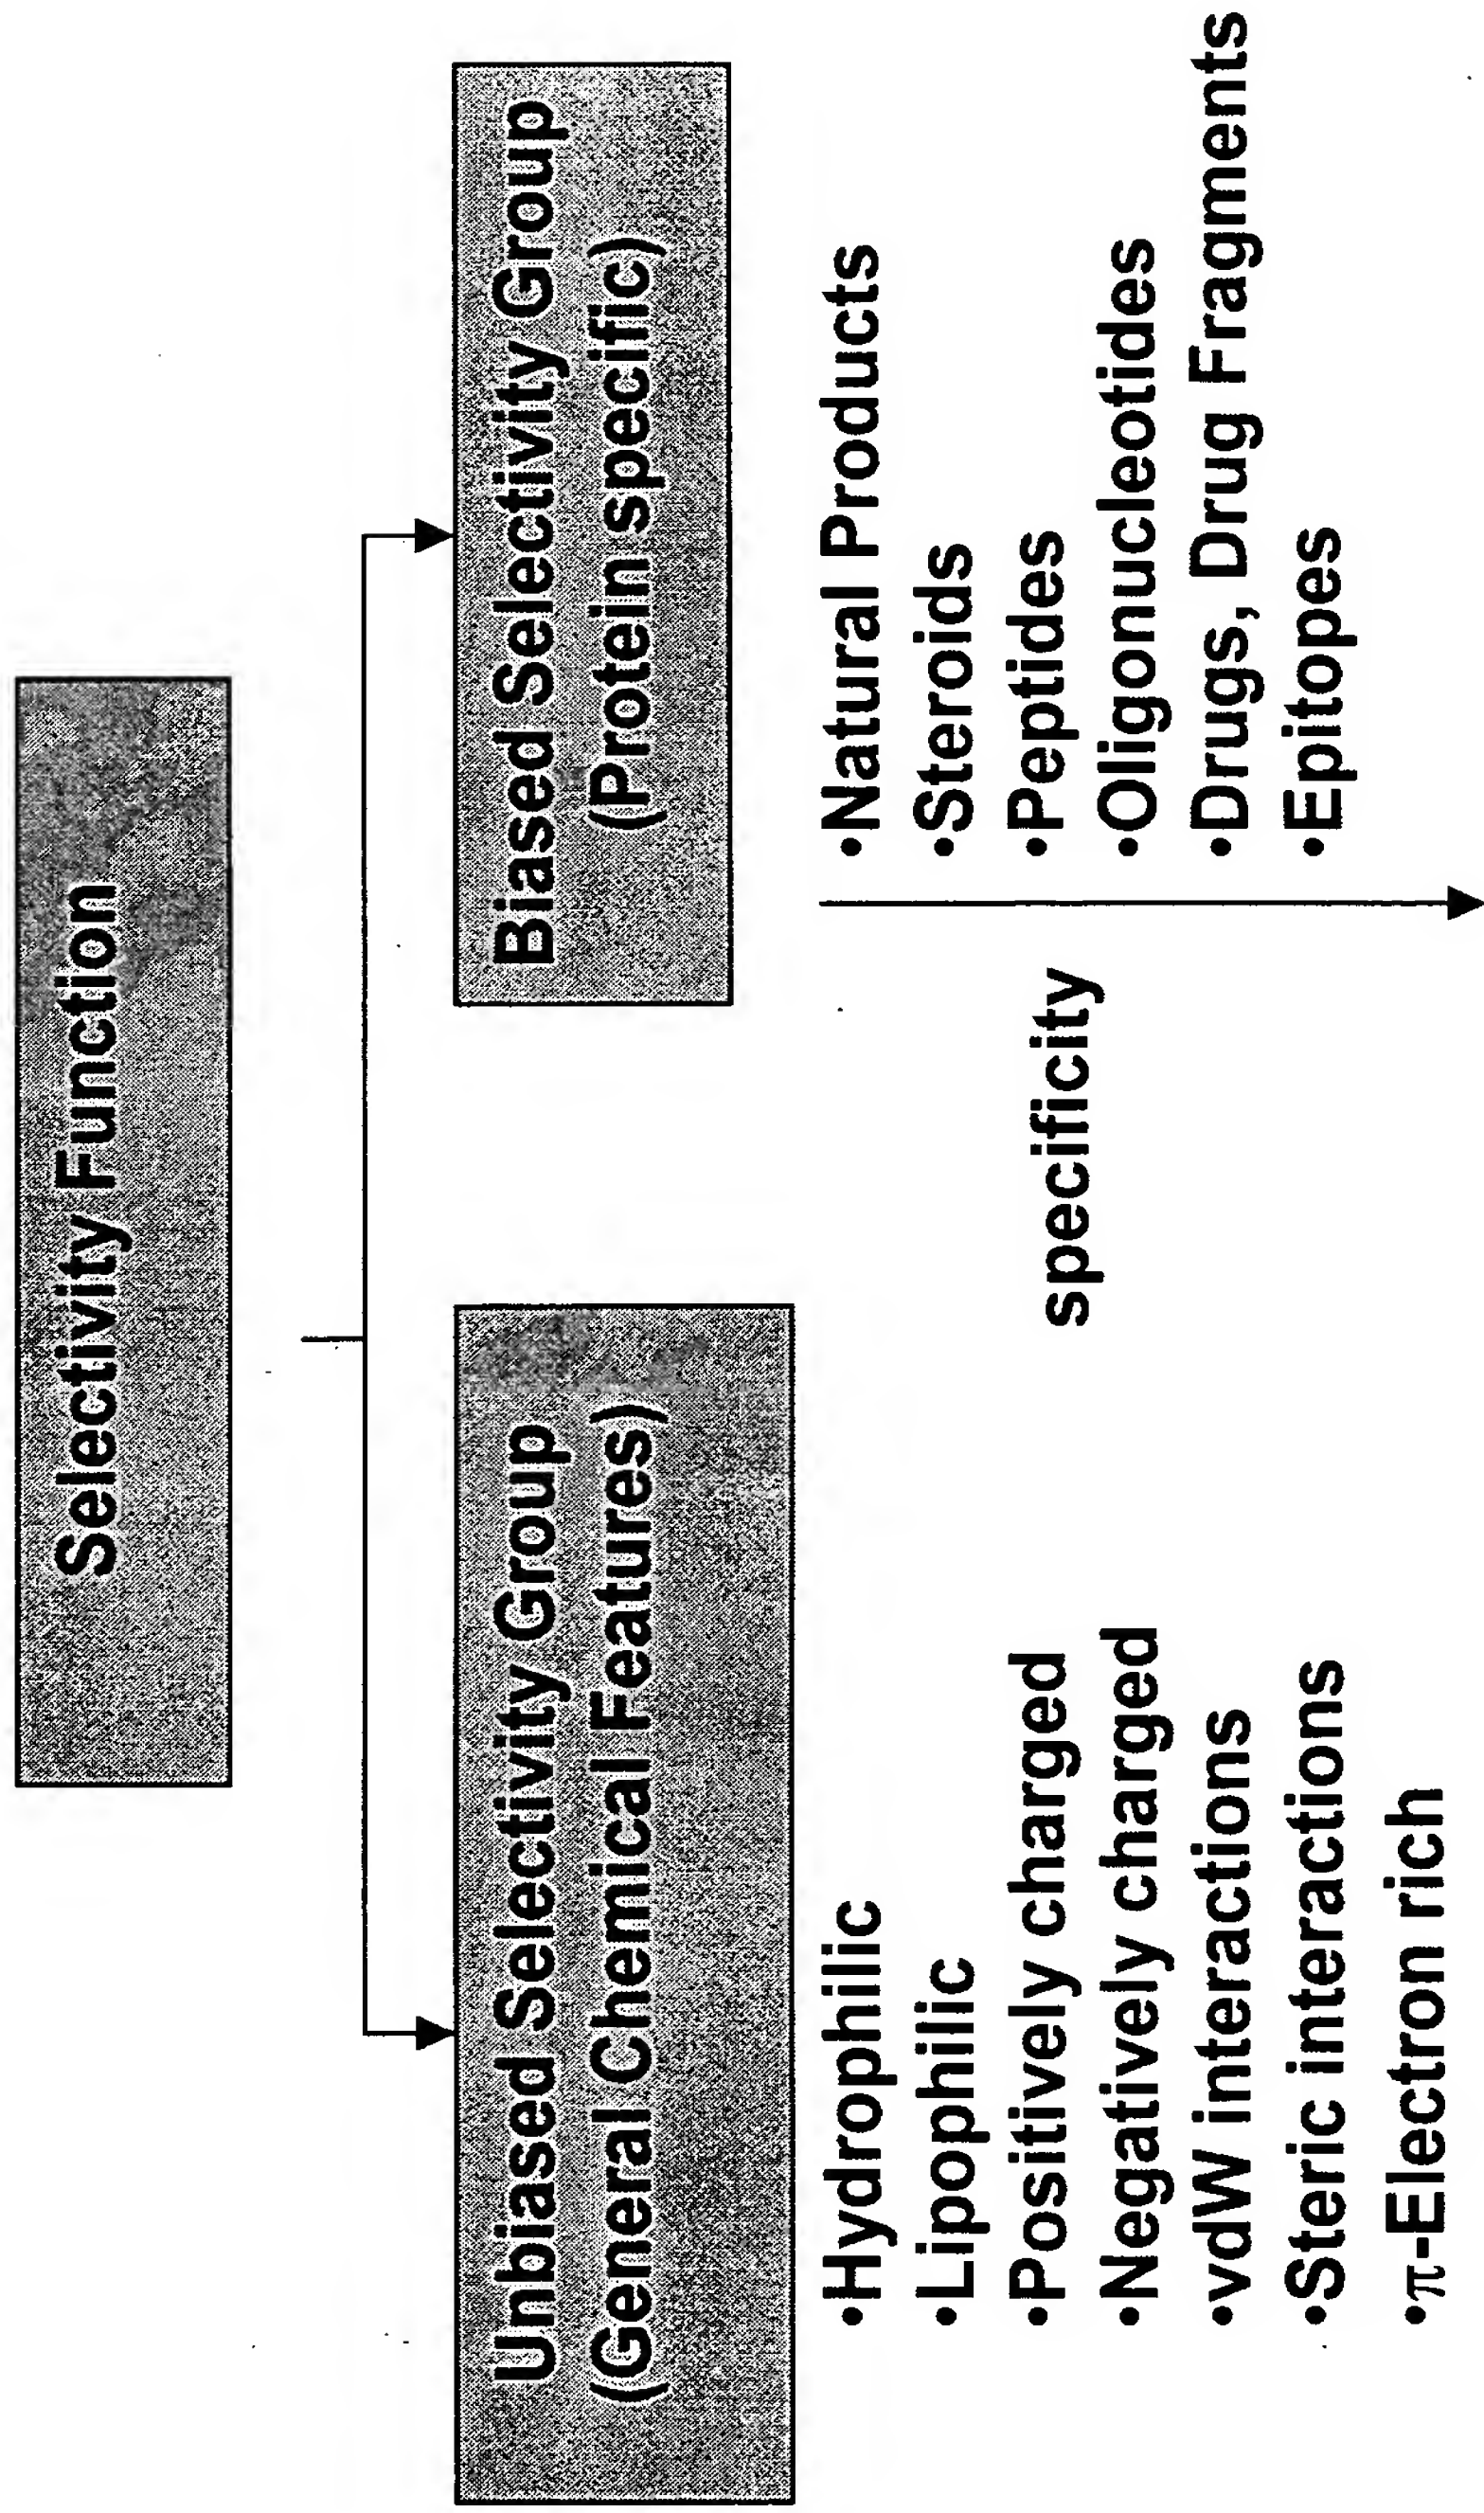 Selectivity Function
Unbiased Selectivity Group
(General Chemical Features)
•Hydrophilic
•Lipophilic
•Positively charged
•Negatively charged
•vdW interactions
•Steric interactions
•π-Electron rich
specificity
Biased Selectivity Group
(Protein specific)
•Natural Products
•Steroids
•Peptides
•Oligonucleotides
•Drugs, Drug Fragments
•Epitopes